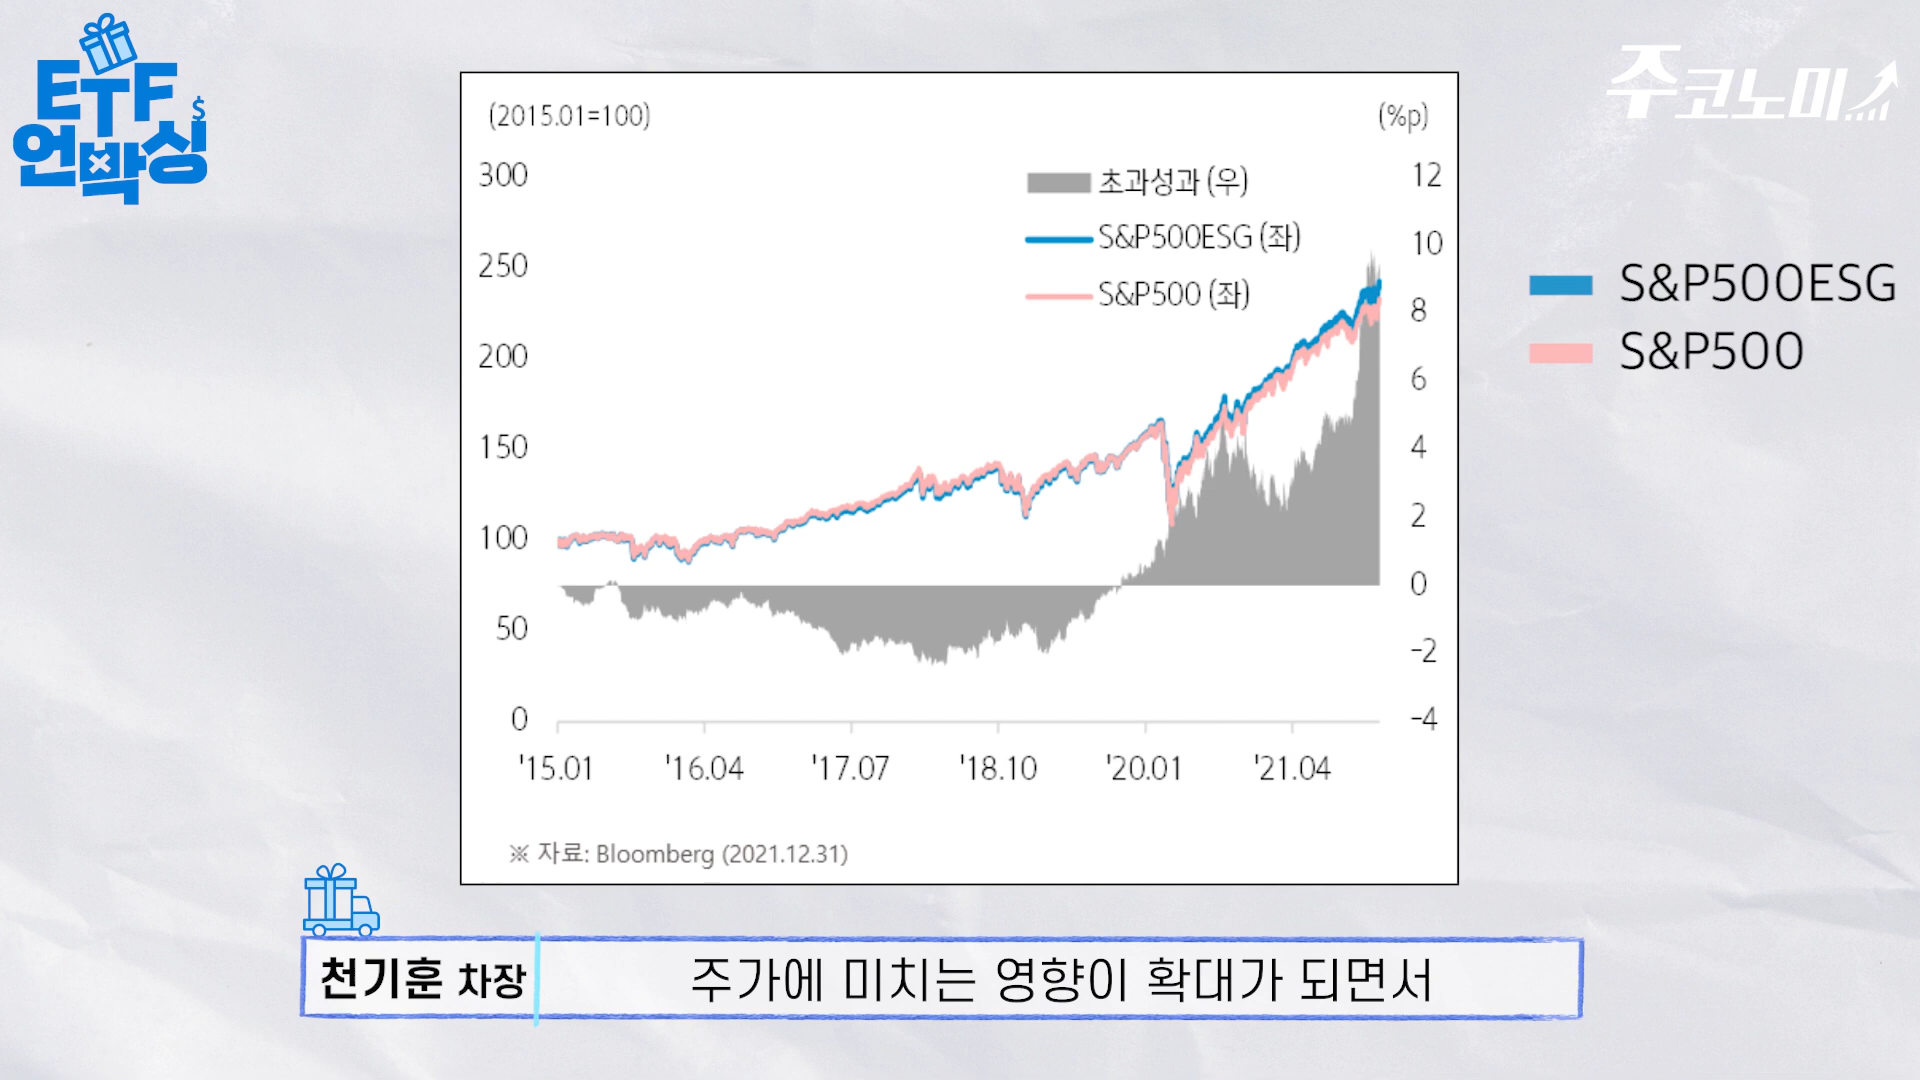 ETF
언박싱
$
주코노미
(2015.01=100)
(%p)
300
250
200
150
100
50
0
초과성과 (우)
S&P500ESG (좌)
S&P500 (좌)
12
10
8
6
4
2
0
-2
-4
'15.01 '16.04 '17.07 '18.10 '20.01 '21.04
※ 자료: Bloomberg (2021.12.31)
S&P500ESG
S&P500
천기훈 차장
주가에 미치는 영향이 확대가 되면서